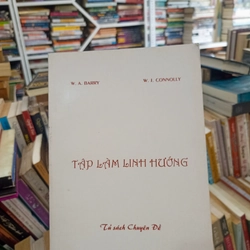 W. A. BARRY W. J. CONNOLLY
TẬP LÀM LINH HƯỚNG
Tủ sách Chuyên Đề